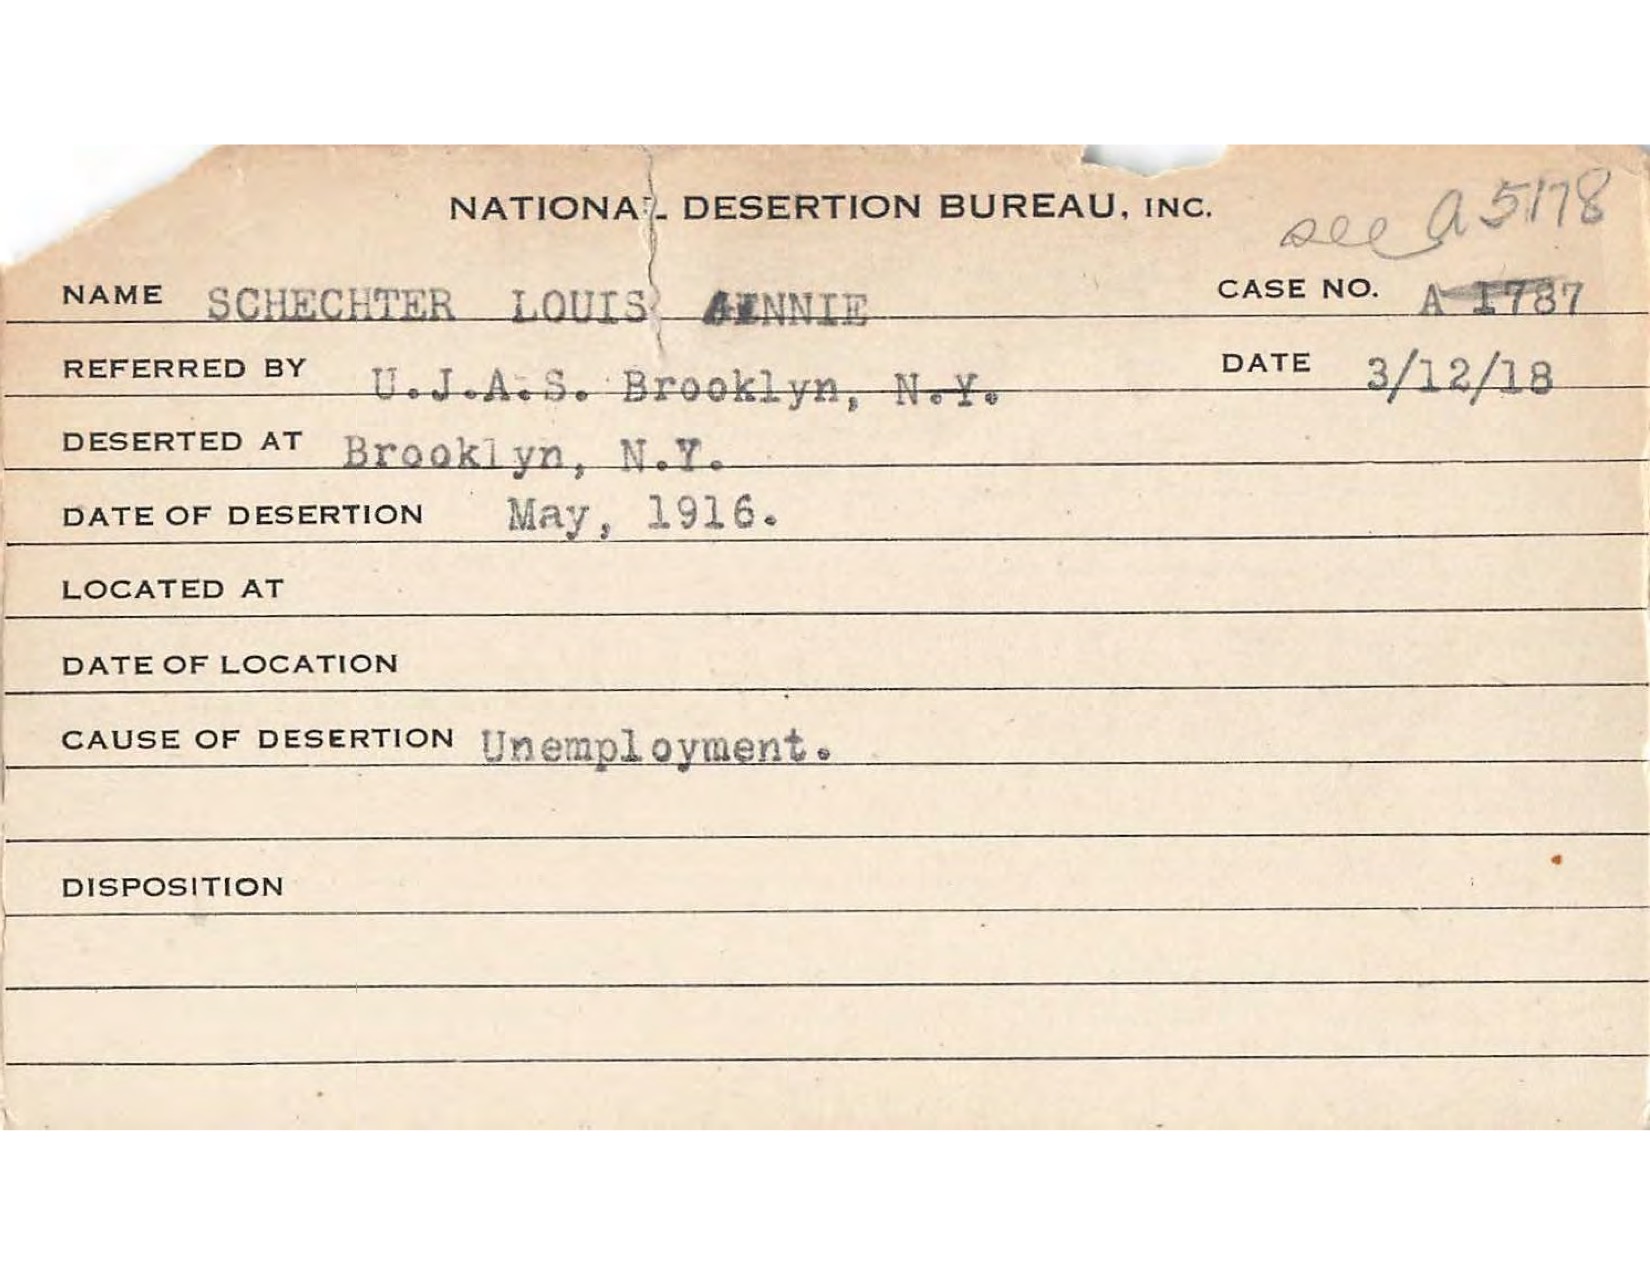 NATIONAL DESERTION BUREAU, INC.
see A5178
NAME SCHECHTER LOUIS
CASE NO. A 1787
REFERRED BY U.J.A.S. Brooklyn, N.Y.
DATE 3/12/18
DESERTED AT Brooklyn, N.Y.
DATE OF DESERTION May, 1916.
LOCATED AT
DATE OF LOCATION
CAUSE OF DESERTION Unemployment.
DISPOSITION